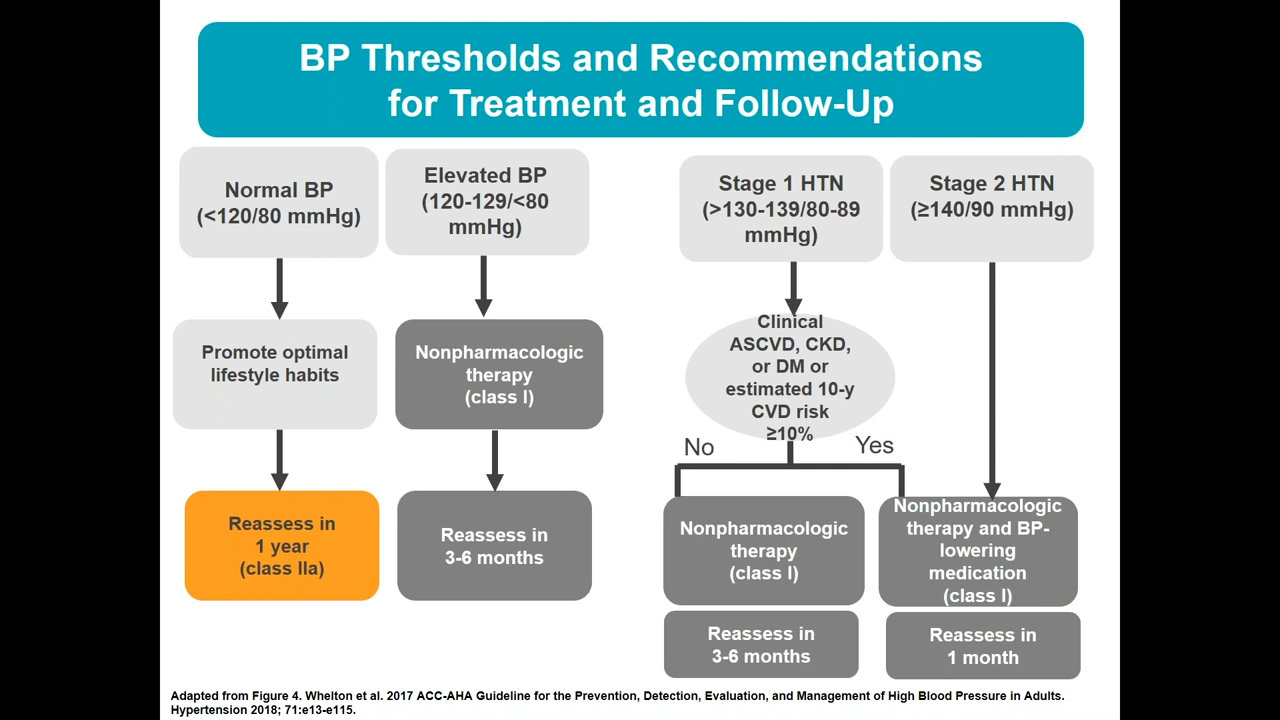 BP Thresholds and Recommendations
for Treatment and Follow-Up
Normal BP
(<120/80 mmHg)
Elevated BP
(120-129/<80
mmHg)
Stage 1 HTN
(>130-139/80-89
mmHg)
Stage 2 HTN
(≥140/90 mmHg)
Promote optimal
lifestyle habits
Nonpharmacologic
therapy
(class I)
Clinical
ASCVD, CKD,
or DM or
estimated 10-y
CVD risk
≥10%
No
Yes
Reassess in
1 year
(class IIa)
Reassess in
3-6 months
Nonpharmacologic
therapy
(class I)
Nonpharmacologic
therapy and BP-
lowering
medication
(class I)
Reassess in
3-6 months
Reassess in
1 month
Adapted from Figure 4. Whelton et al. 2017 ACC-AHA Guideline for the Prevention, Detection, Evaluation, and Management of High Blood Pressure in Adults.
Hypertension 2018; 71:e13-e115.